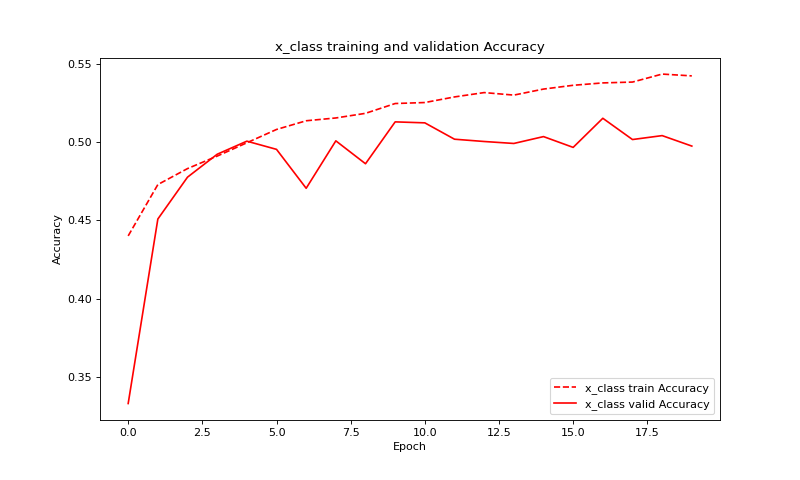 x_class training and validation Accuracy
Accuracy
0.55
0.50
0.45
0.40
0.35
0.0 2.5 5.0 7.5 10.0 12.5 15.0 17.5
Epoch
x_class train Accuracy
x_class valid Accuracy